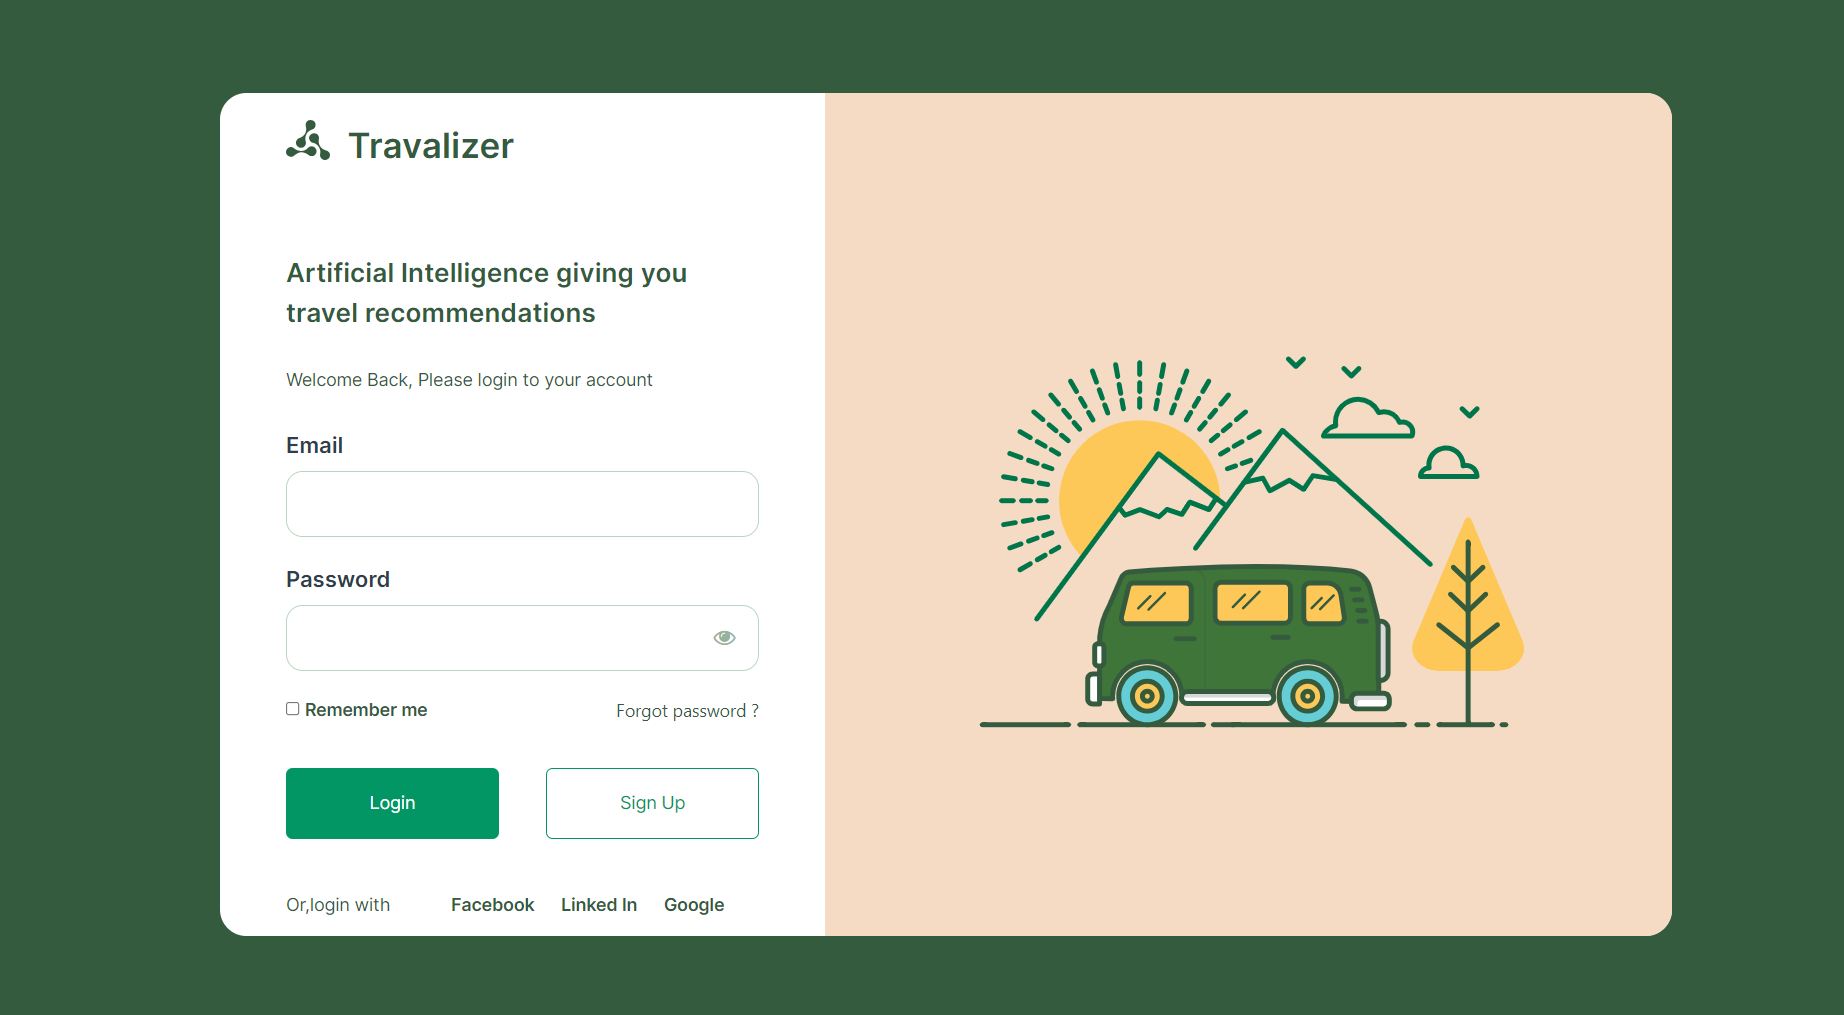 Travalizer
Artificial Intelligence giving you
travel recommendations
Welcome Back, Please login to your account
Email
Password
Remember me
Forgot password ?
Login
Sign Up
Or,login with
Facebook
Linked In
Google